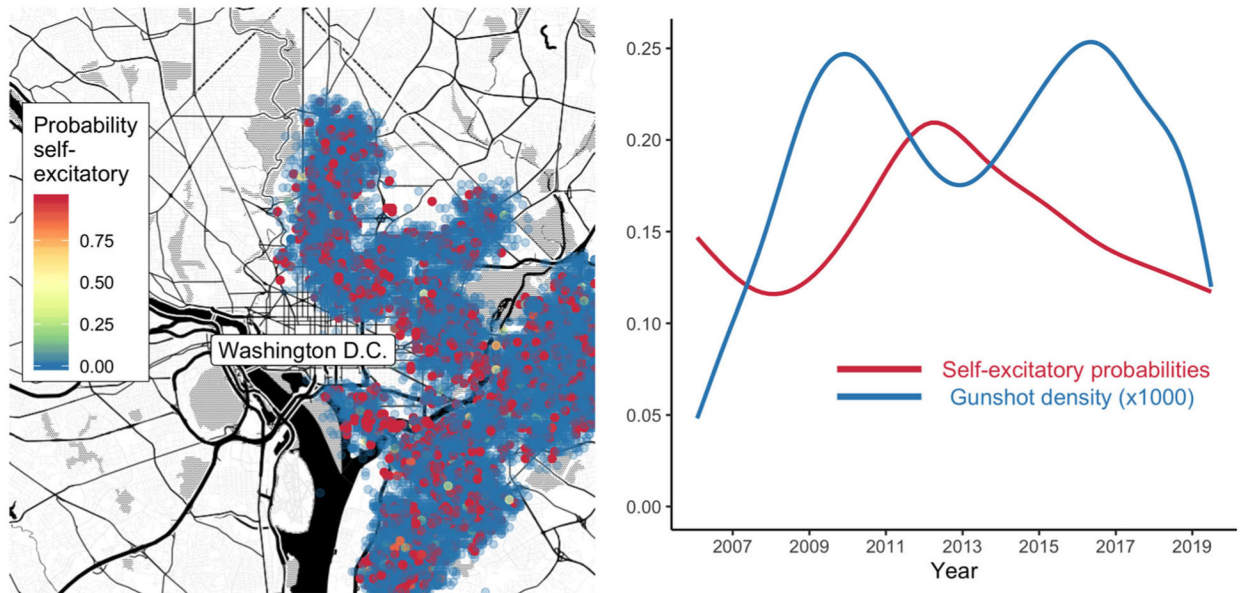 Probability
self-
excitatory
0.75
0.50
0.25
0.00
Washington D.C.
0.25
0.20
0.15
0.10
0.05
0.00
Self-excitatory probabilities
Gunshot density (x1000)
2007 2009 2011 2013 2015 2017 2019
Year